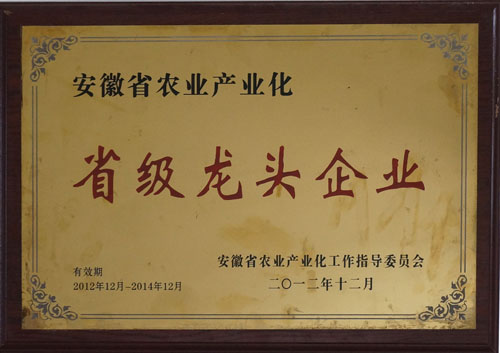 安徽省农业产业化
省级龙头企业
安徽省农业产业化工作指导委员会
有效期
2012年12月-2014年12月
二〇一二年十二月